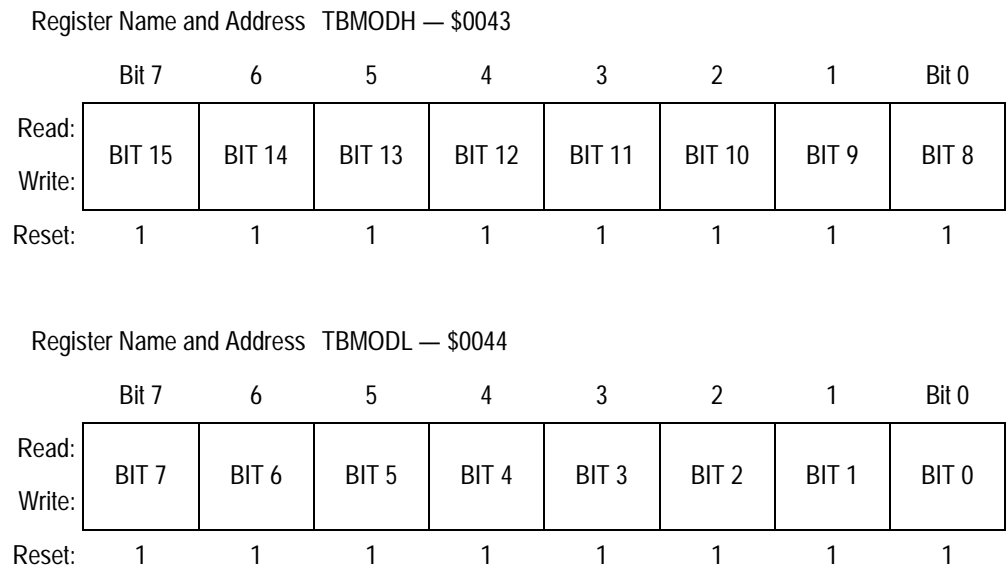 Register Name and Address TBMODH — $0043
Bit 7 6 5 4 3 2 1 Bit 0
Read:
BIT 15 BIT 14 BIT 13 BIT 12 BIT 11 BIT 10 BIT 9 BIT 8
Write:
Reset: 1 1 1 1 1 1 1 1
Register Name and Address TBMODL — $0044
Bit 7 6 5 4 3 2 1 Bit 0
Read:
BIT 7 BIT 6 BIT 5 BIT 4 BIT 3 BIT 2 BIT 1 BIT 0
Write:
Reset: 1 1 1 1 1 1 1 1